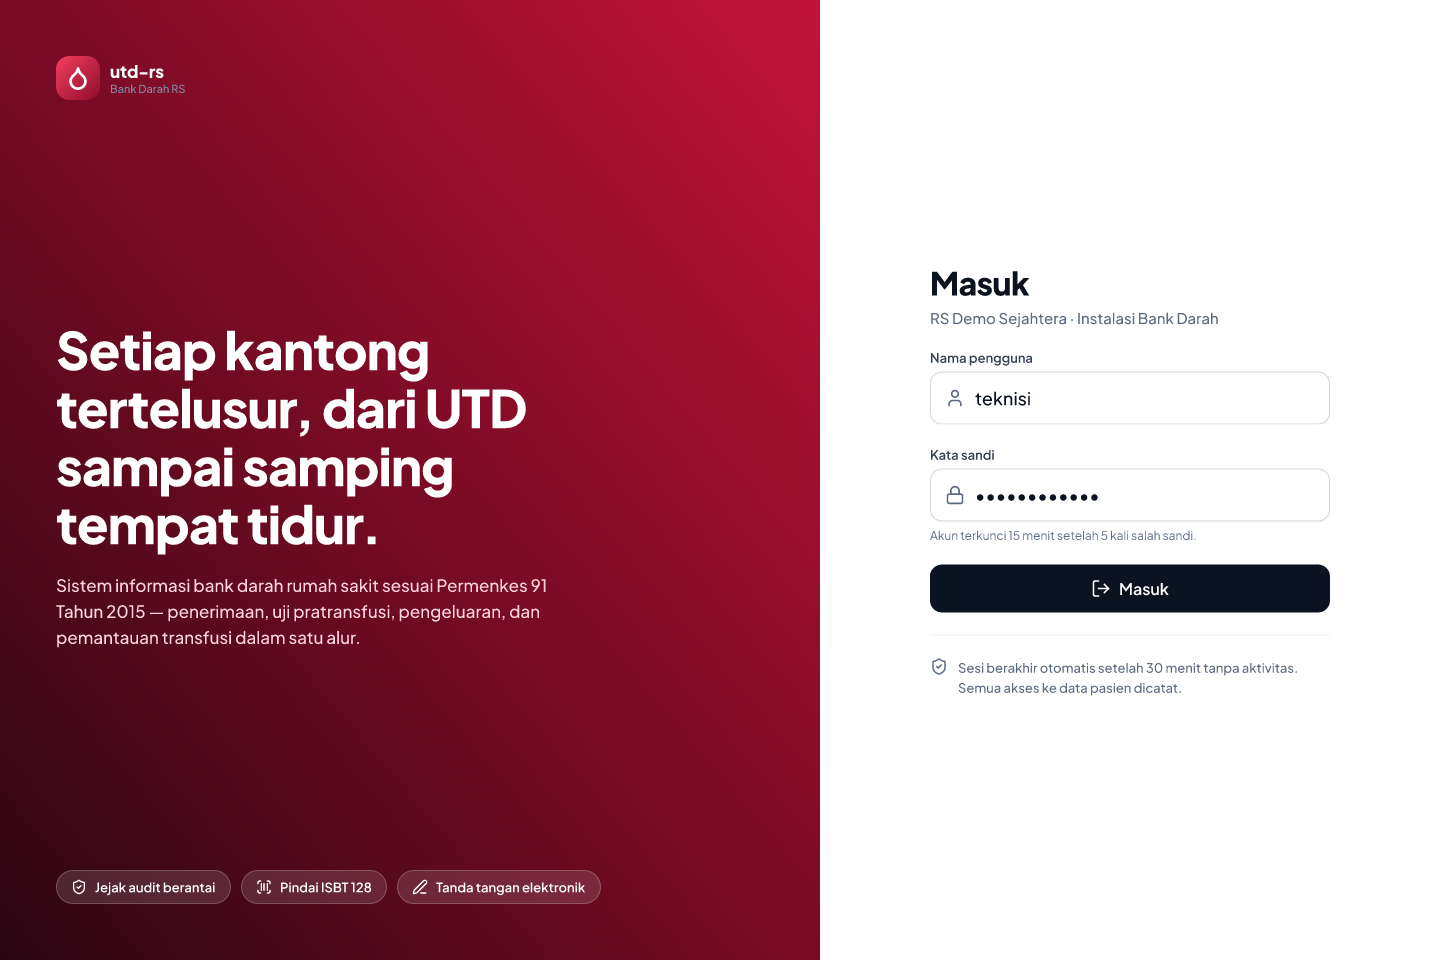 utd-rs
Bank Darah RS
Setiap kantong
tertelusur, dari UTD
sampai samping
tempat tidur.
Sistem informasi bank darah rumah sakit sesuai Permenkes 91
Tahun 2015 — penerimaan, uji pratransfusi, pengeluaran, dan
pemantauan transfusi dalam satu alur.
Jejak audit berantai
Pindai ISBT 128
Tanda tangan elektronik
Masuk
RS Demo Sejahtera · Instalasi Bank Darah
Nama pengguna
teknisi
Kata sandi
••••••••••••
Akun terkunci 15 menit setelah 5 kali salah sandi.
Masuk
Sesi berakhir otomatis setelah 30 menit tanpa aktivitas.
Semua akses ke data pasien dicatat.